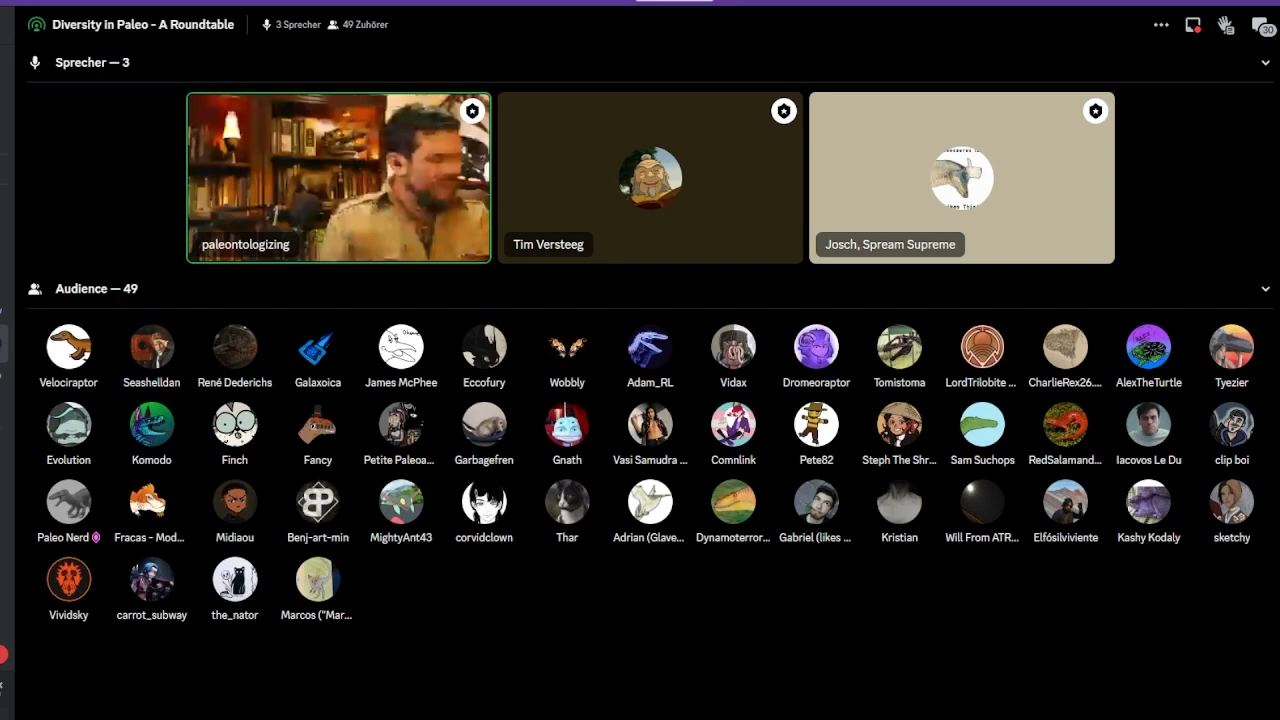 Diversity in Paleo - A Roundtable 3 Sprecher 49 Zuhörer 30
Sprecher — 3
paleontologizing Tim Versteeg Josch, Spream Supreme
Audience — 49
Velociraptor Seashelldan René Dederichs Galaxoica James McPhee Eccofury Wobbly Adam_RL Vidax Dromeoraptor Tomistoma LordTrilobite ... CharlieRex26.... AlexTheTurtle Tyezier
Evolution Komodo Finch Fancy Petite Paleoa... Garbagefren Gnath Vasi Samudra ... Comnlink Pete82 Steph The Shr... Sam Suchops RedSalamand... Iacovos Le Du clip boi
Paleo Nerd Fracas - Mod... Midiaou Benj-art-min MightyAnt43 corvidclown Thar Adrian (Glave... Dynamoterror... Gabriel (likes ... Kristian Will From ATR... Elfósilviviente Kashy Kodaly sketchy
Vividsky carrot_subway the_nator Marcos ("Mar...